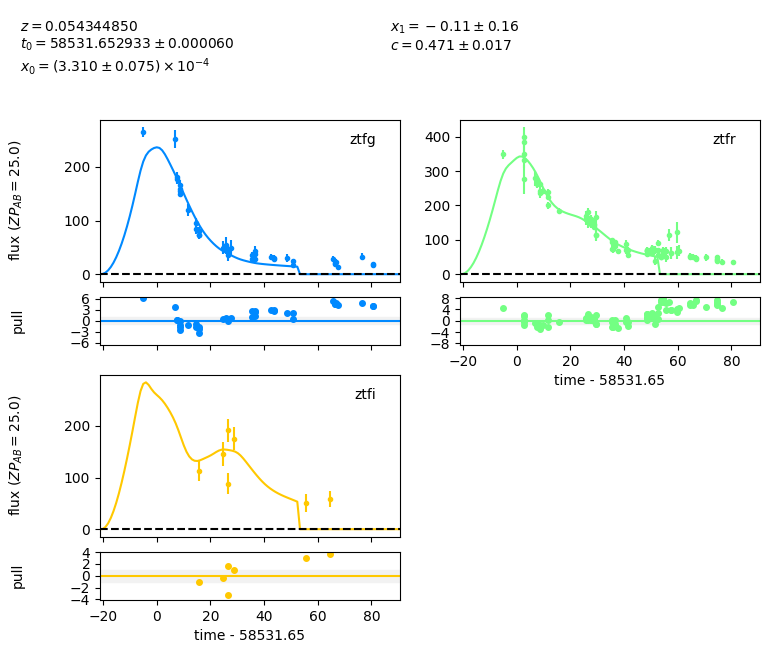 z = 0.054344850
t0 = 58531.652933 ± 0.000060
x0 = (3.310 ± 0.075) × 10^−4
x1 = −0.11 ± 0.16
c = 0.471 ± 0.017
flux (ZP_AB = 25.0)
ztfg
200
100
0
pull
6
3
0
−3
−6
ztfr
400
300
200
100
0
8
4
0
−4
−8
−20 0 20 40 60 80
time - 58531.65
flux (ZP_AB = 25.0)
ztfi
200
100
0
pull
4
2
0
−2
−4
−20 0 20 40 60 80
time - 58531.65